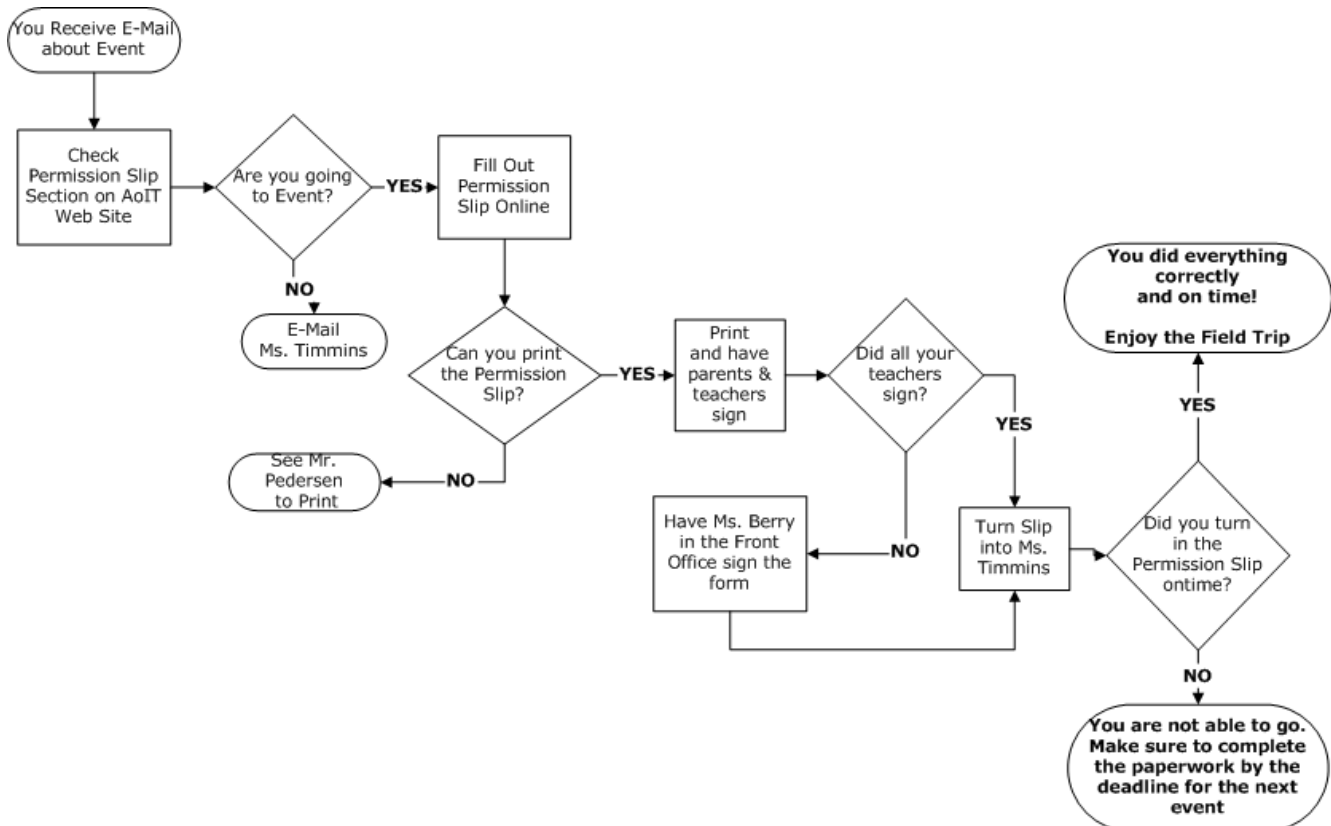 You Receive E-Mail
about Event
Check
Permission Slip
Section on AoIT
Web Site
Are you going
to Event?
YES
Fill Out
Permission
Slip Online
NO
E-Mail
Ms. Timmins
Can you print
the Permission
Slip?
YES
Print
and have
parents &
teachers
sign
NO
See Mr.
Pedersen
to Print
Did all your
teachers
sign?
YES
NO
Have Ms. Berry
in the Front
Office sign the
form
Turn Slip
into Ms.
Timmins
Did you turn
in the
Permission Slip
ontime?
YES
You did everything
correctly
and on time!
Enjoy the Field Trip
NO
You are not able to go.
Make sure to complete
the paperwork by the
deadline for the next
event